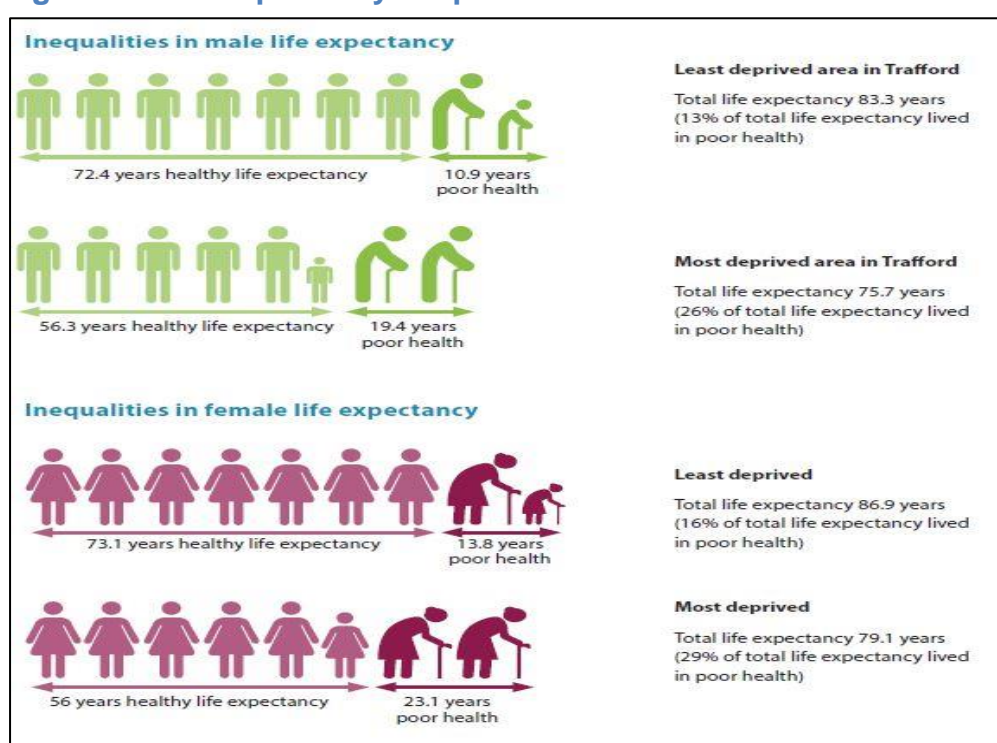 Inequalities in male life expectancy
Least deprived area in Trafford
Total life expectancy 83.3 years
(13% of total life expectancy lived
in poor health)
72.4 years healthy life expectancy
10.9 years
poor health
Most deprived area in Trafford
Total life expectancy 75.7 years
(26% of total life expectancy lived
in poor health)
56.3 years healthy life expectancy
19.4 years
poor health
Inequalities in female life expectancy
Least deprived
Total life expectancy 86.9 years
(16% of total life expectancy lived
in poor health)
73.1 years healthy life expectancy
13.8 years
poor health
Most deprived
Total life expectancy 79.1 years
(29% of total life expectancy lived
in poor health)
56 years healthy life expectancy
23.1 years
poor health